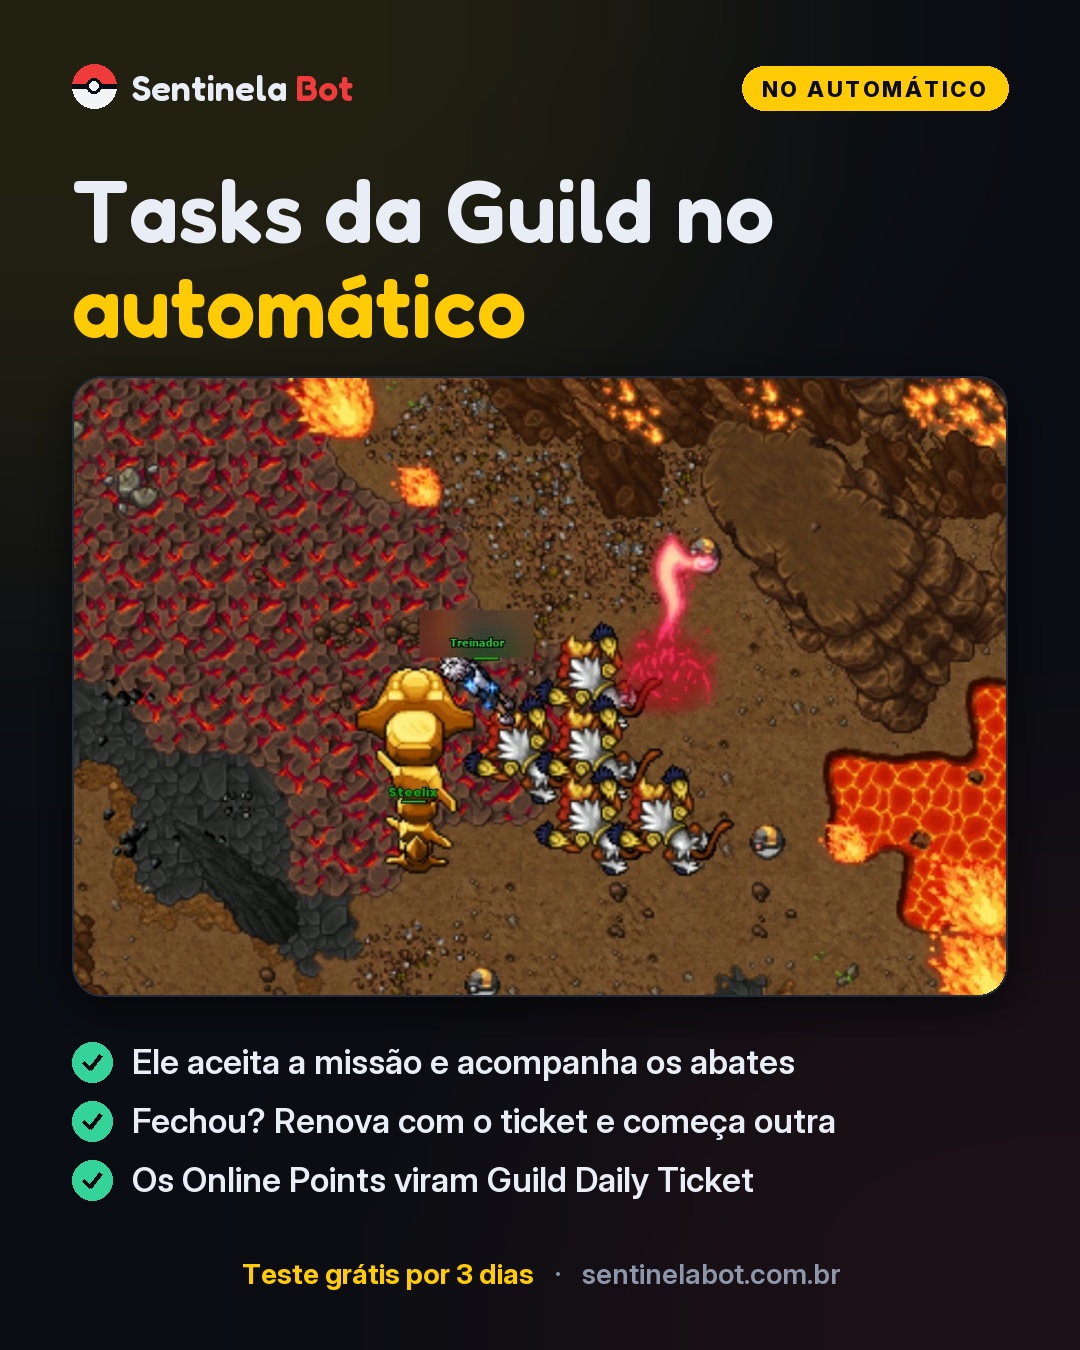 Sentinela Bot
NO AUTOMÁTICO
Tasks da Guild no
automático
Treinador
Steelix
Ele aceita a missão e acompanha os abates
Fechou? Renova com o ticket e começa outra
Os Online Points viram Guild Daily Ticket
Teste grátis por 3 dias · sentinelabot.com.br